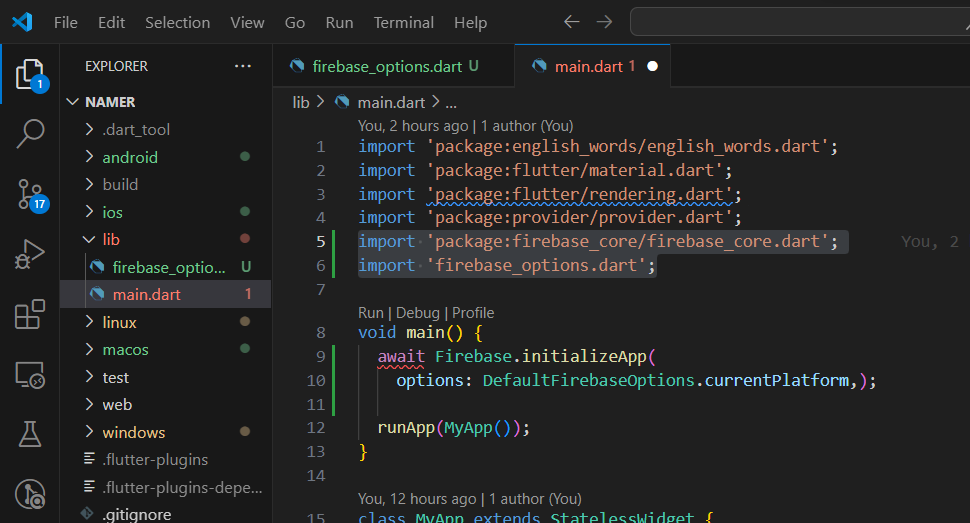 File Edit Selection View Go Run Terminal Help
EXPLORER
firebase_options.dart U
main.dart 1
1
NAMER
lib > main.dart > ...
.dart_tool
android
build
ios
17
lib
firebase_optio... U
main.dart 1
linux
macos
test
web
windows
.flutter-plugins
.flutter-plugins-depe...
.gitignore
You, 2 hours ago | 1 author (You)
1 import 'package:english_words/english_words.dart';
2 import 'package:flutter/material.dart';
3 import 'package:flutter/rendering.dart';
4 import 'package:provider/provider.dart';
5 import 'package:firebase_core/firebase_core.dart'; You, 2
6 import 'firebase_options.dart';
7
Run | Debug | Profile
8 void main() {
9 await Firebase.initializeApp(
10 options: DefaultFirebaseOptions.currentPlatform,);
11
12 runApp(MyApp());
13 }
14
You, 12 hours ago | 1 author (You)
15 class MyApp extends StatelessWidget {